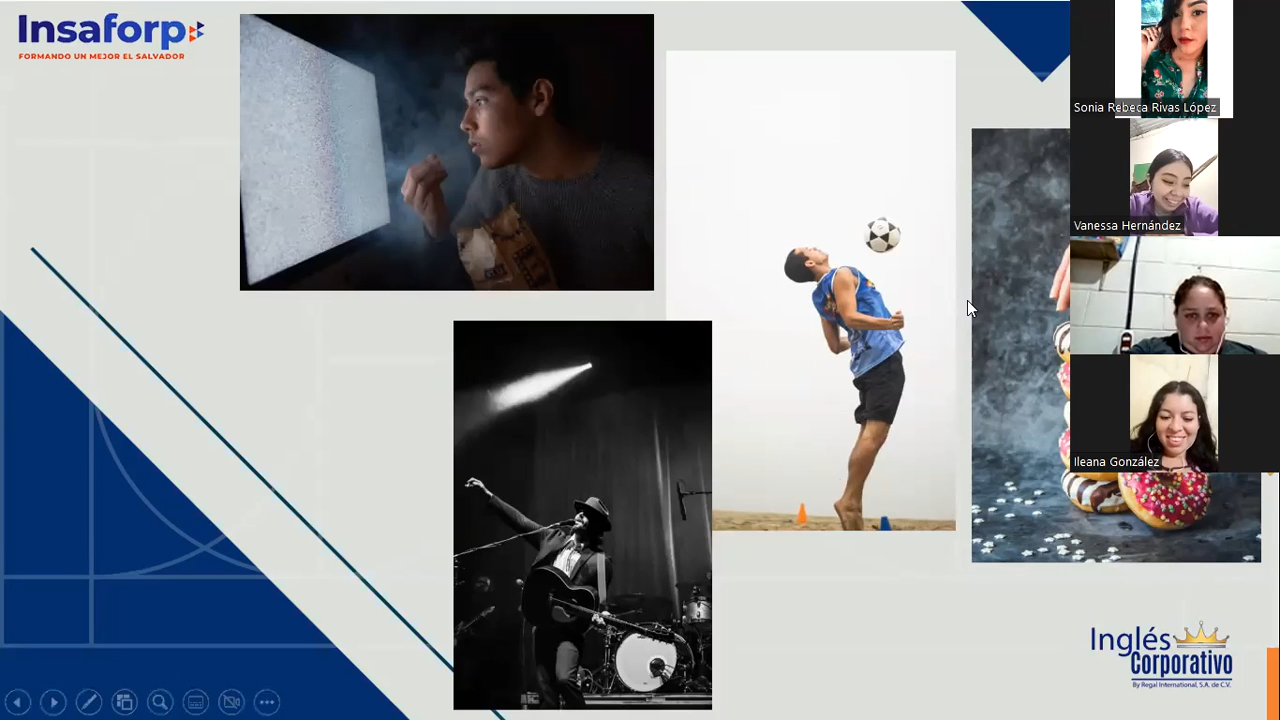 Insaforp
FORMANDO UN MEJOR EL SALVADOR
Sonia Rebeca Rivas López
Vanessa Hernández
Ileana González
Inglés
Corporativo
By Regal International, S.A. de C.V.